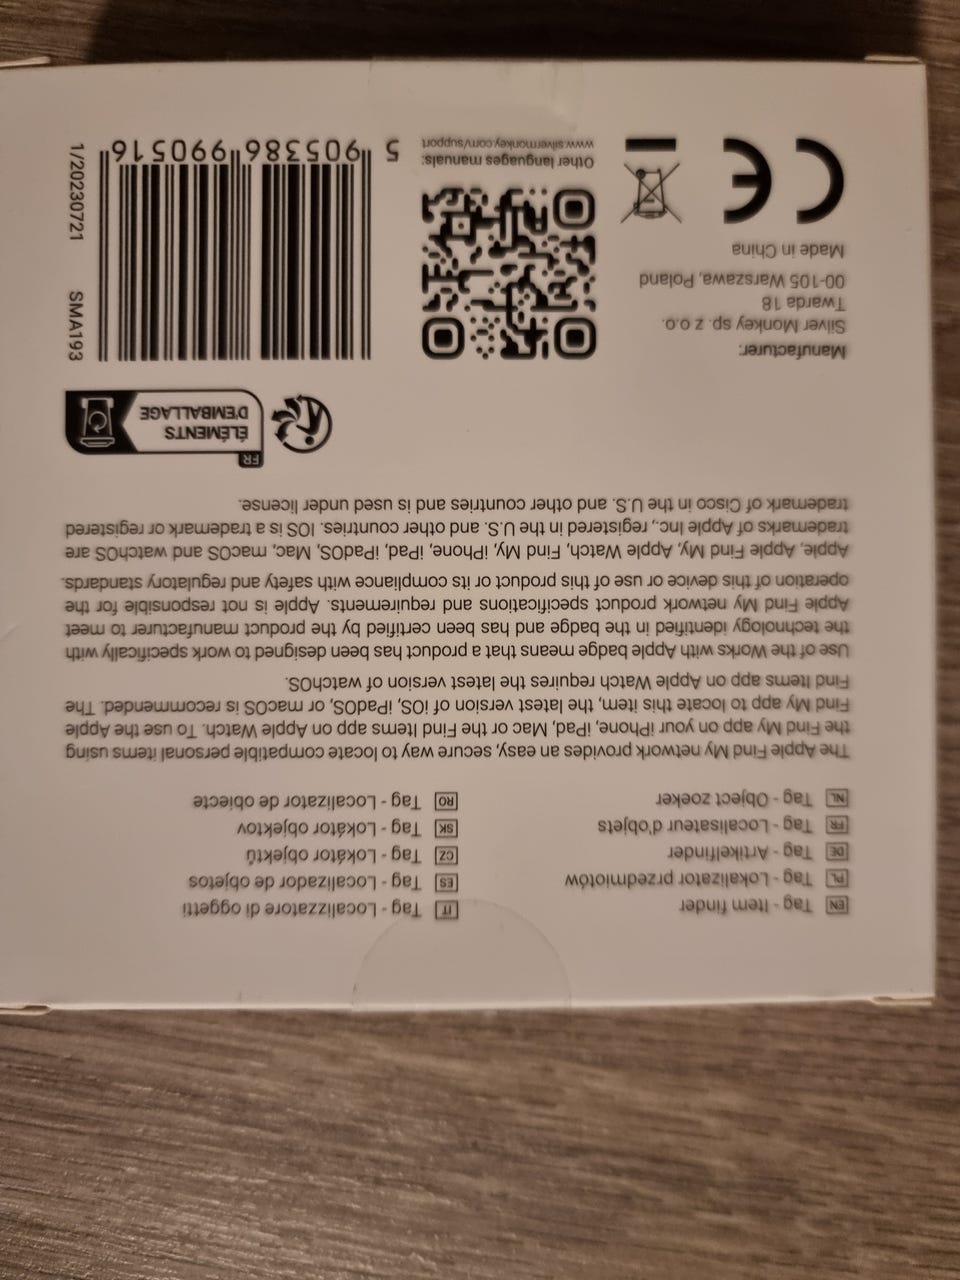 EN Tag - Item finder
PL Tag - Lokalizator przedmiotów
DE Tag - Artikelfinder
FR Tag - Localisateur d'objets
NL Tag - Object zoeker
IT Tag - Localizzatore di oggetti
ES Tag - Localizador de objetos
CZ Tag - Lokátor objektů
SK Tag - Lokátor objektov
RO Tag - Localizator de obiecte
The Apple Find My network provides an easy, secure way to locate compatible personal items using
the Find My app on your iPhone, iPad, Mac or the Find Items app on Apple Watch. To use the Apple
Find My app to locate this item, the latest version of iOS, iPadOS, or macOS is recommended. The
Find Items app on Apple Watch requires the latest version of watchOS.
Use of the Works with Apple badge means that a product has been designed to work specifically with
the technology identified in the badge and has been certified by the product manufacturer to meet
Apple Find My network product specifications and requirements. Apple is not responsible for the
operation of this device or use of this product or its compliance with safety and regulatory standards.
Apple, Apple Find My, Apple Watch, Find My, iPhone, iPad, iPadOS, Mac, macOS and watchOS are
trademarks of Apple Inc., registered in the U.S. and other countries. IOS is a trademark or registered
trademark of Cisco in the U.S. and other countries and is used under license.
FR
ÉLÉMENTS
D'EMBALLAGE
Manufacturer:
Silver Monkey sp. z o.o.
Twarda 18
00-105 Warszawa, Poland
Made in China
CE
Other languages manuals:
www.silvermonkey.com/support
5 905386 990516
SMA193 1/20230721